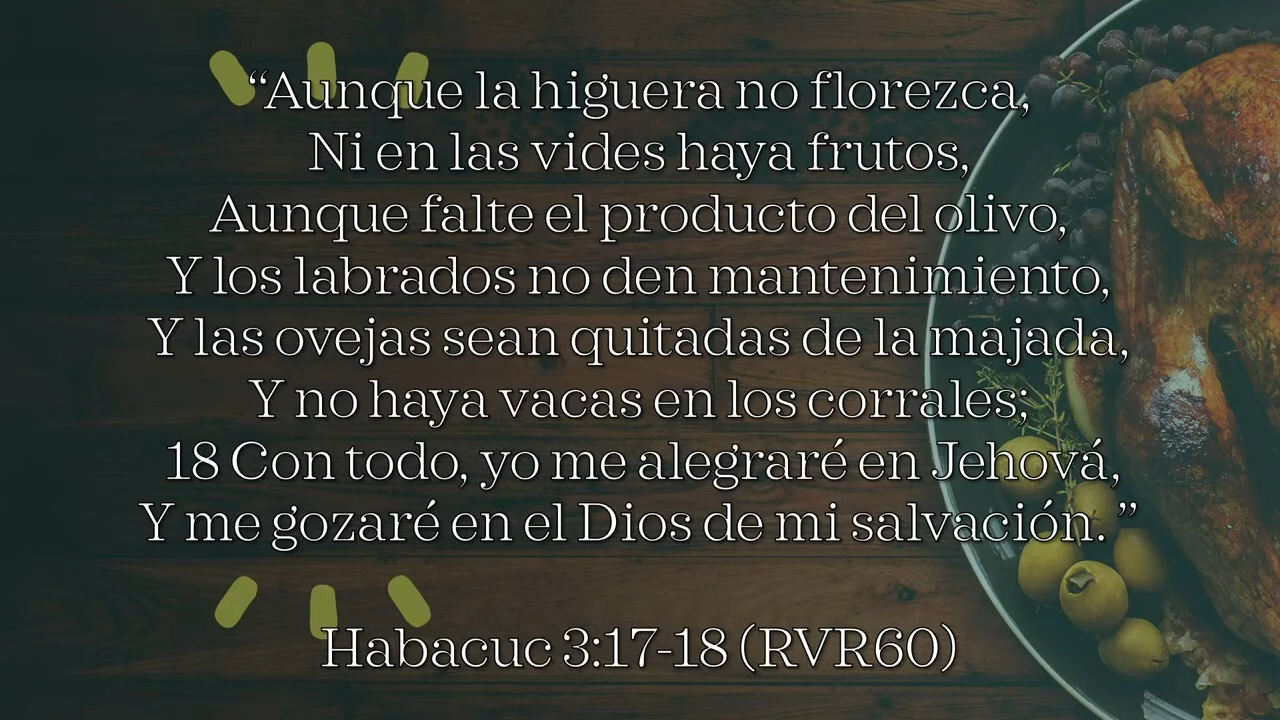 “Aunque la higuera no florezca,
Ni en las vides haya frutos,
Aunque falte el producto del olivo,
Y los labrados no den mantenimiento,
Y las ovejas sean quitadas de la majada,
Y no haya vacas en los corrales;
18 Con todo, yo me alegraré en Jehová,
Y me gozaré en el Dios de mi salvación. ”
Habacuc 3:17-18 (RVR60)